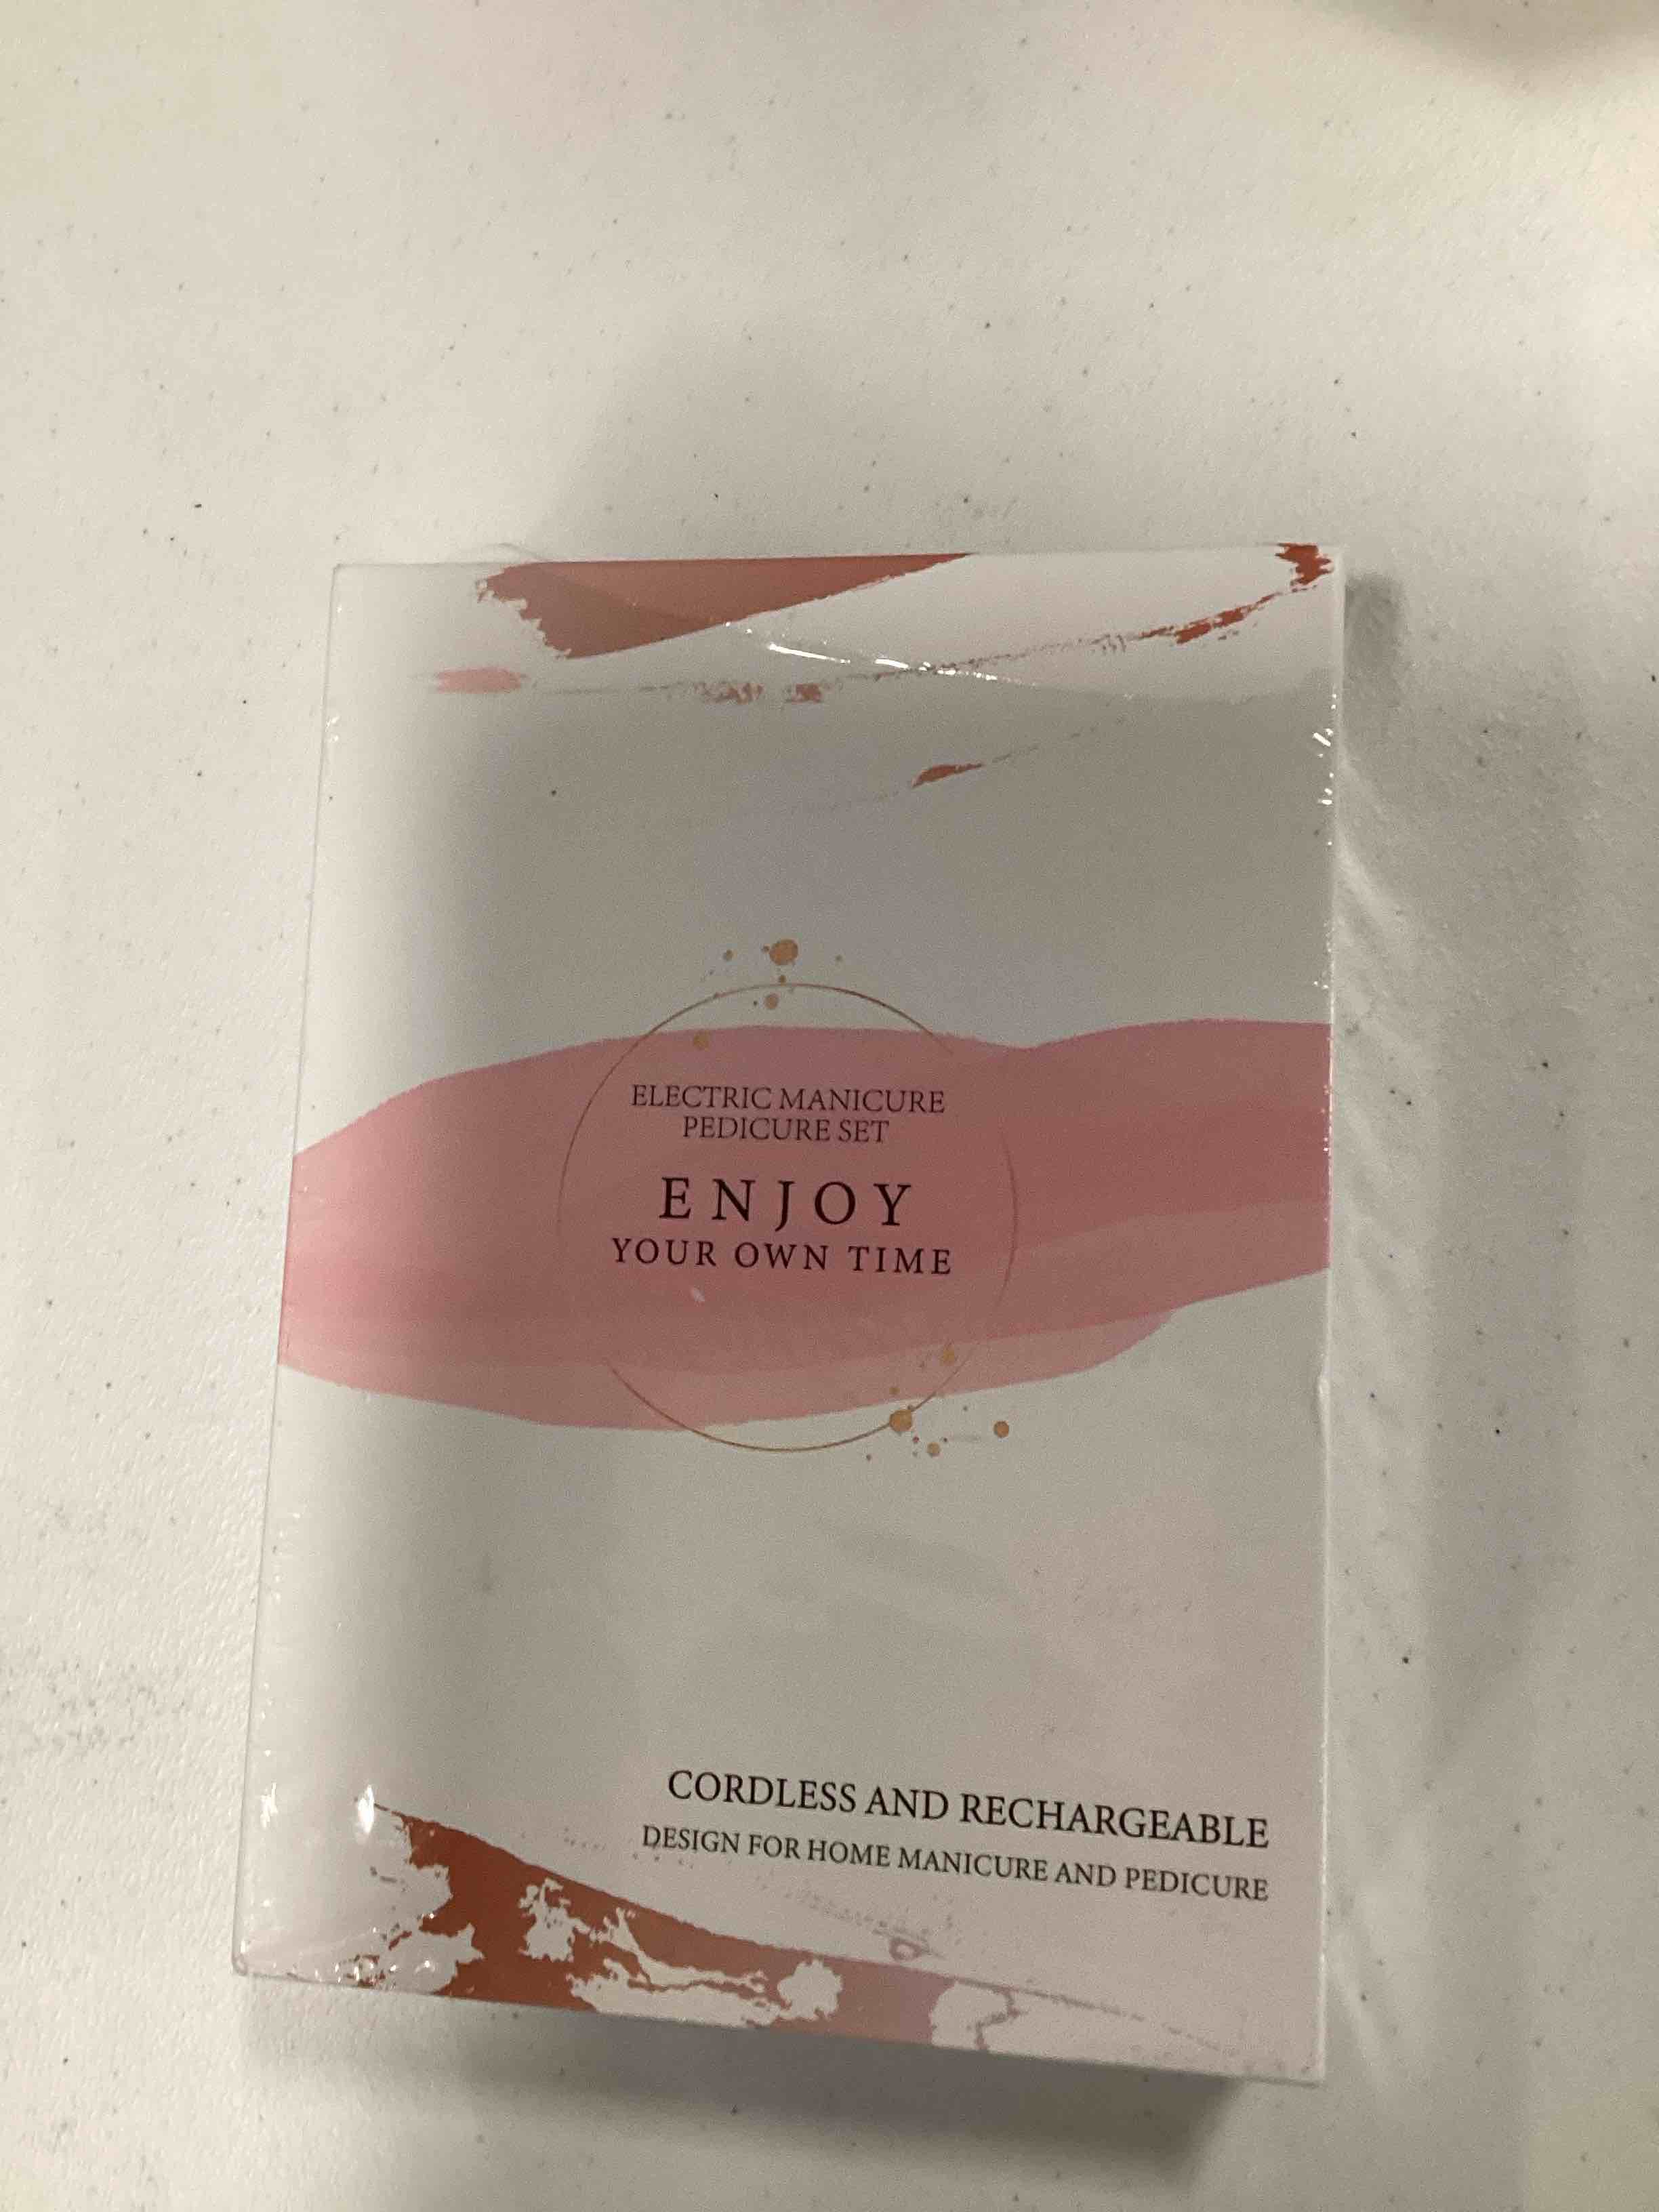 ELECTRIC MANICURE
PEDICURE SET
ENJOY
YOUR OWN TIME
CORDLESS AND RECHARGEABLE
DESIGN FOR HOME MANICURE AND PEDICURE